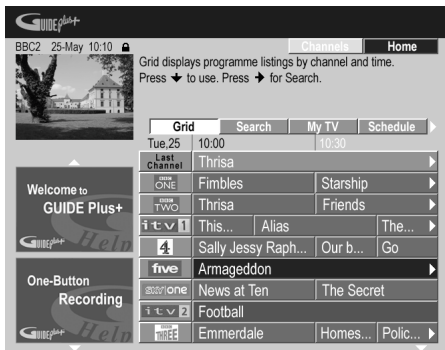 GUIDE Plus+
BBC2 25-May 10:10
Channels Home
Grid displays programme listings by channel and time.
Press to use. Press for Search.
Grid Search My TV Schedule
Tue,25 10:00 10:30
Last Channel Thrisa
BBC ONE Fimbles Starship
BBC TWO Thrisa Friends
itv 1 This... Alias The...
4 Sally Jessy Raph... Our b... Go
five Armageddon
sky one News at Ten The Secret
itv 2 Football
BBC THREE Emmerdale Homes... Polic...
Welcome to
GUIDE Plus+
GUIDE Plus+ Help
One-Button
Recording
GUIDE Plus+ Help